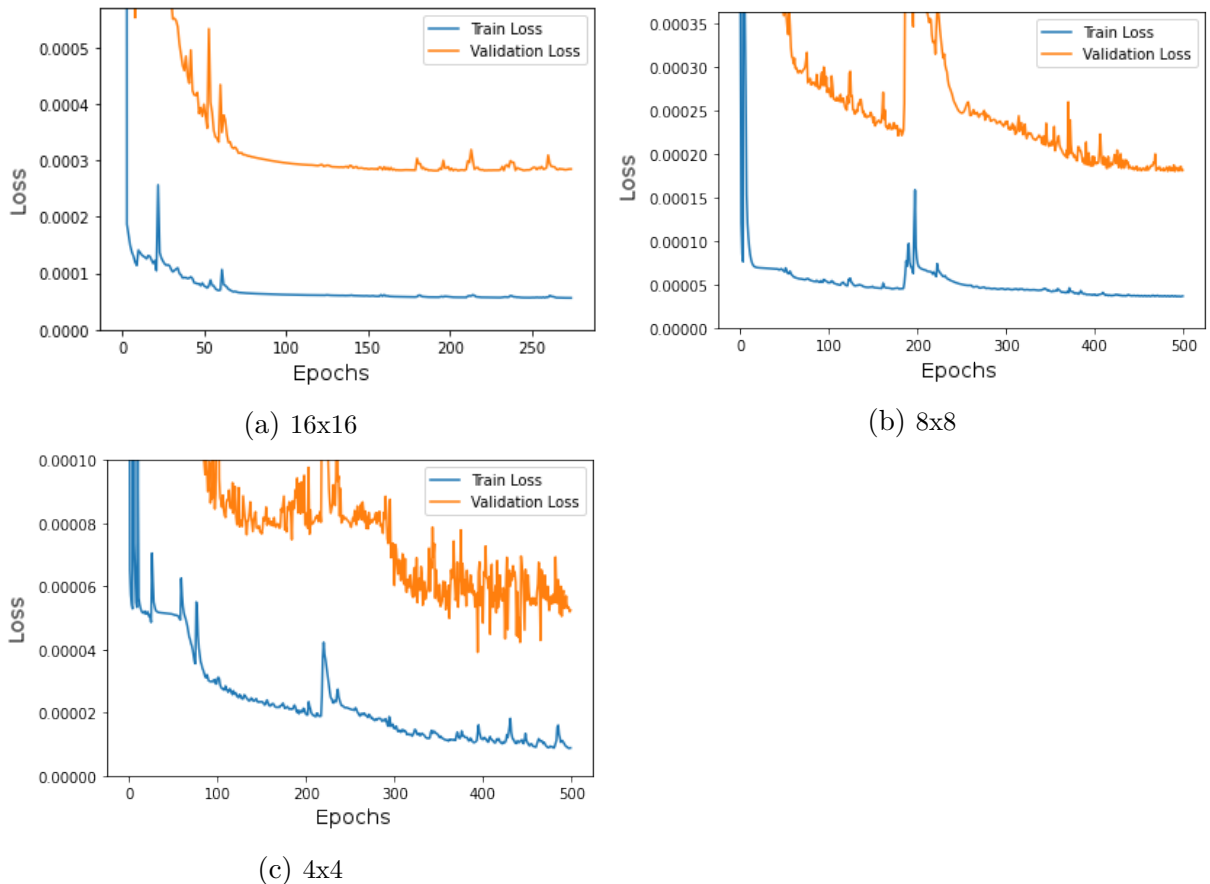 0.0005
0.0004
0.0003
0.0002
0.0001
0.0000
Loss
Train Loss
Validation Loss
0 50 100 150 200 250
Epochs
(a) 16x16
0.00035
0.00030
0.00025
0.00020
0.00015
0.00010
0.00005
0.00000
Loss
Train Loss
Validation Loss
0 100 200 300 400 500
Epochs
(b) 8x8
0.00010
0.00008
0.00006
0.00004
0.00002
0.00000
Loss
Train Loss
Validation Loss
0 100 200 300 400 500
Epochs
(c) 4x4